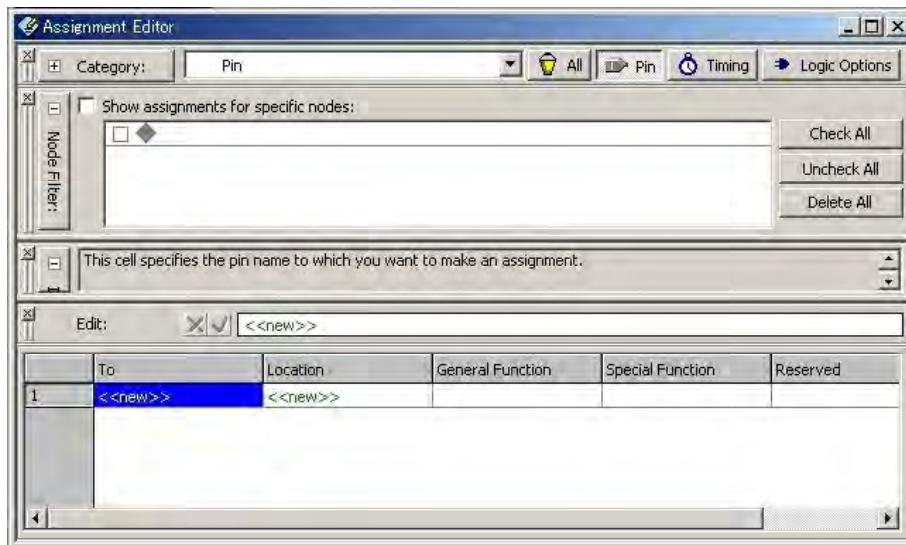 Assignment Editor
Category: Pin All Pin Timing Logic Options
Show assignments for specific nodes:
Node Filter:
Check All
Uncheck All
Delete All
This cell specifies the pin name to which you want to make an assignment.
Edit: <<new>>
To Location General Function Special Function Reserved
1 <<new>> <<new>>